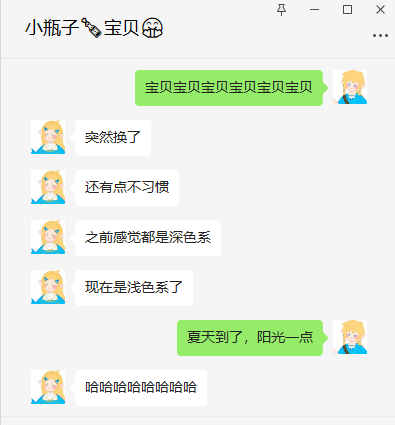 小瓶子🍾宝贝🤗
宝贝宝贝宝贝宝贝宝贝宝贝
突然换了
还有点不习惯
之前感觉都是深色系
现在是浅色系了
夏天到了，阳光一点
哈哈哈哈哈哈哈哈